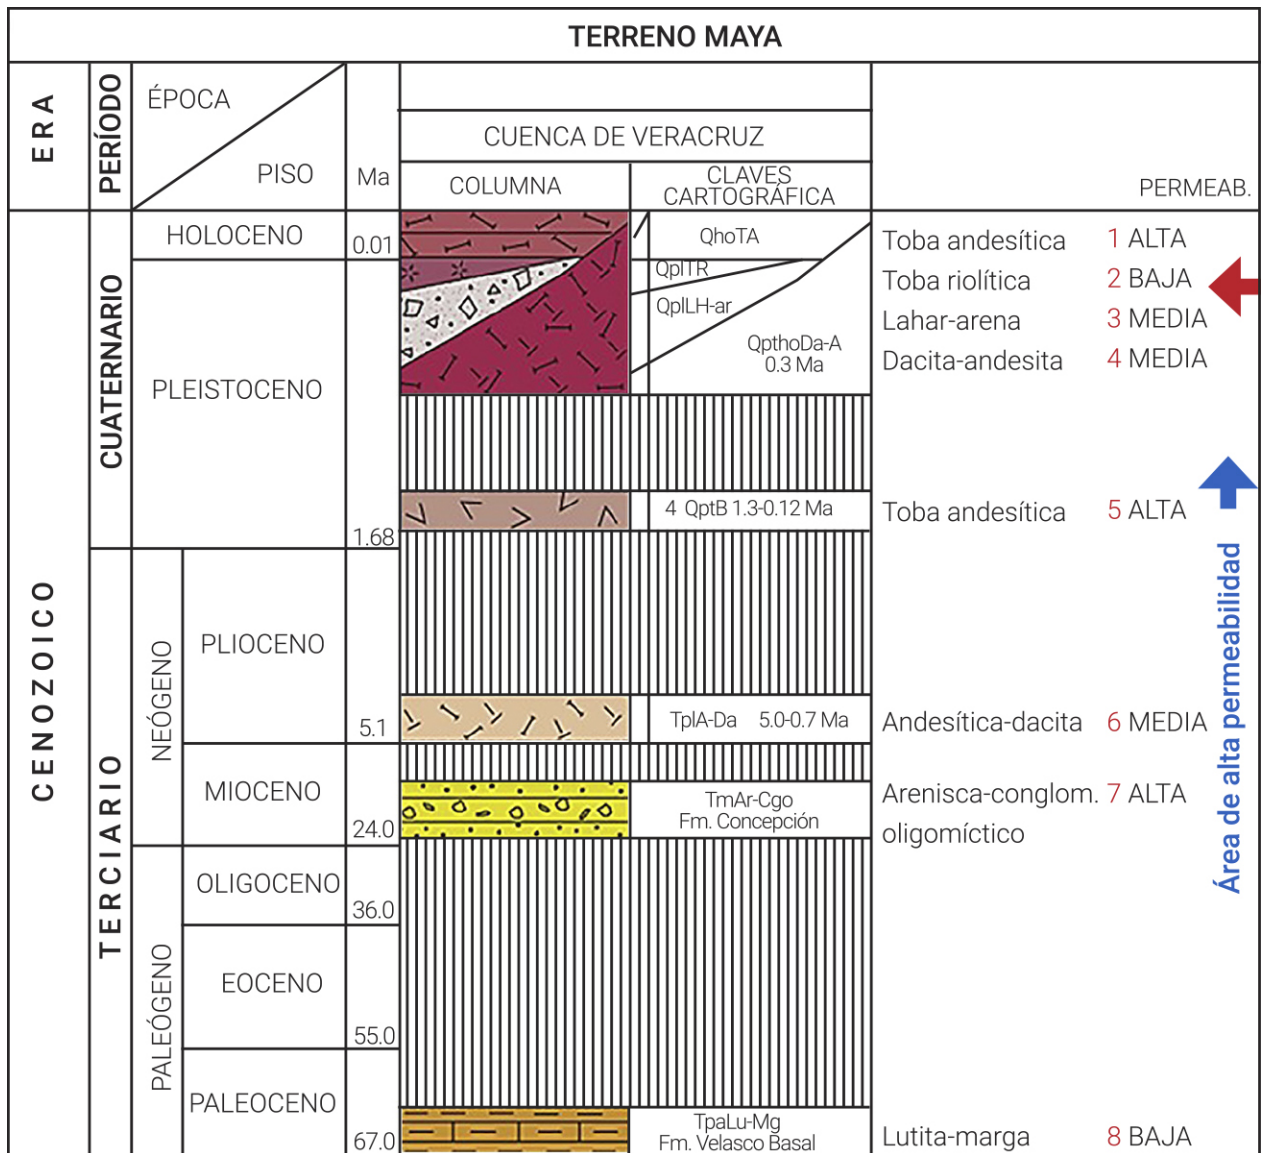 TERRENO MAYA
ERA
PERÍODO
ÉPOCA
PISO
Ma
CUENCA DE VERACRUZ
COLUMNA
CLAVES
CARTOGRÁFICA
PERMEAB.
CENOZOICO
CUATERNARIO
HOLOCENO
0.01
QhoTA
Toba andesítica 1 ALTA
QplTR
Toba riolítica 2 BAJA
QplLH-ar
Lahar-arena 3 MEDIA
QpthoDa-A
0.3 Ma
Dacita-andesita 4 MEDIA
PLEISTOCENO
4 QptB 1.3-0.12 Ma
Toba andesítica 5 ALTA
1.68
TERCIARIO
NEÓGENO
PLIOCENO
5.1
TplA-Da 5.0-0.7 Ma
Andesítica-dacita 6 MEDIA
MIOCENO
24.0
TmAr-Cgo
Fm. Concepción
Arenisca-conglom. 7 ALTA
oligomíctico
Área de alta permeabilidad
PALEÓGENO
OLIGOCENO
36.0
EOCENO
55.0
PALEOCENO
67.0
TpaLu-Mg
Fm. Velasco Basal
Lutita-marga 8 BAJA